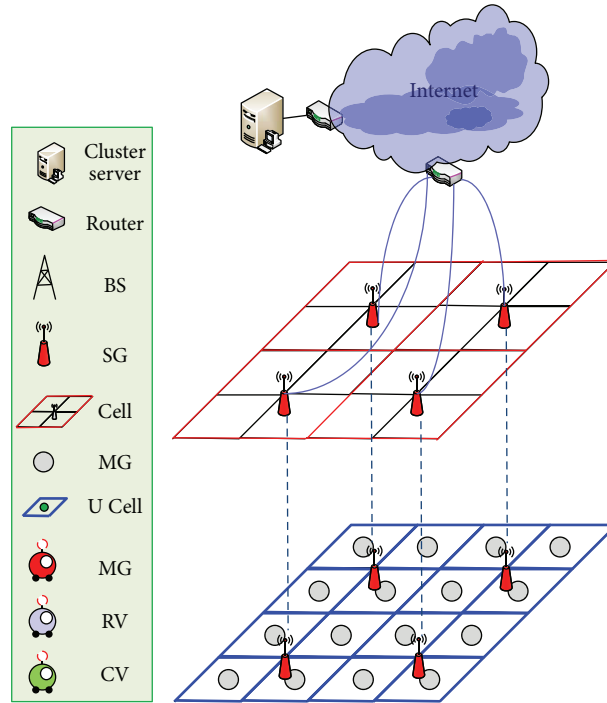 Internet
Cluster
server
Router
BS
SG
Cell
MG
U Cell
MG
RV
CV